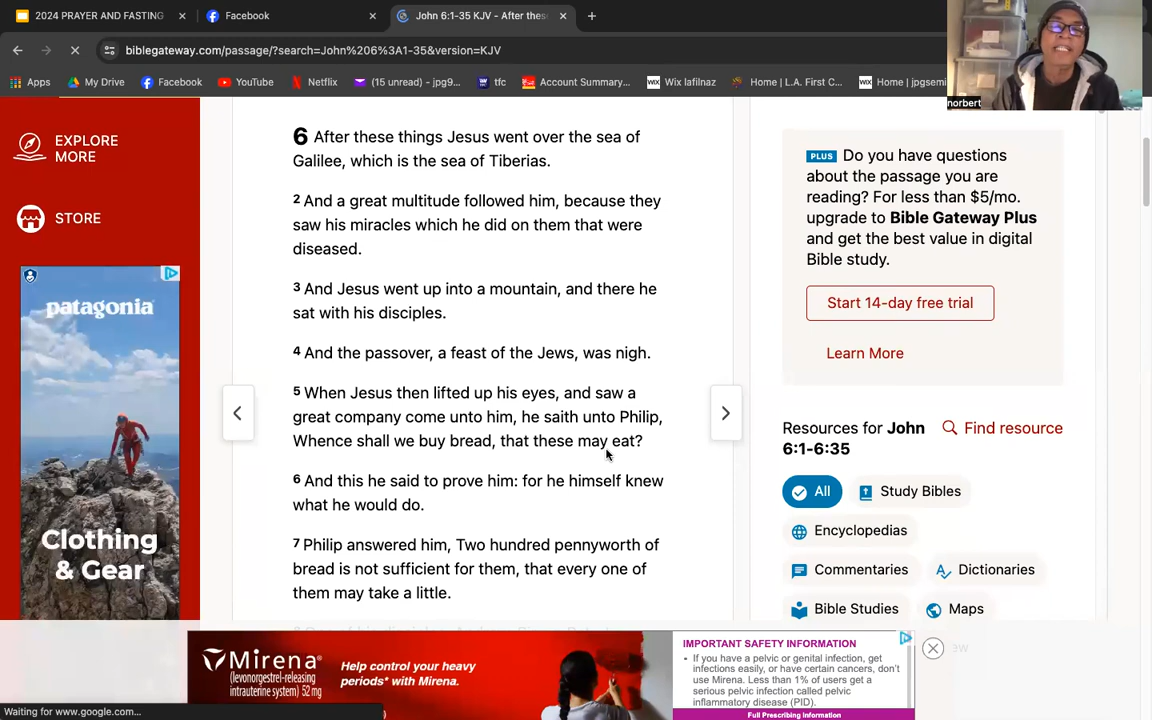 2024 PRAYER AND FASTING
Facebook
John 6:1-35 KJV - After these
biblegateway.com/passage/?search=John%206%3A1-35&version=KJV
Apps
My Drive
Facebook
YouTube
Netflix
(15 unread) - jpg9...
tfc
Account Summary...
WIX Wix lafilnaz
Home | L.A. First C...
WIX Home | jpgsemi
norbert
EXPLORE
MORE
STORE
patagonia
Clothing
& Gear
6 After these things Jesus went over the sea of
Galilee, which is the sea of Tiberias.
2 And a great multitude followed him, because they
saw his miracles which he did on them that were
diseased.
3 And Jesus went up into a mountain, and there he
sat with his disciples.
4 And the passover, a feast of the Jews, was nigh.
5 When Jesus then lifted up his eyes, and saw a
great company come unto him, he saith unto Philip,
Whence shall we buy bread, that these may eat?
6 And this he said to prove him: for he himself knew
what he would do.
7 Philip answered him, Two hundred pennyworth of
bread is not sufficient for them, that every one of
them may take a little.
PLUS Do you have questions
about the passage you are
reading? For less than $5/mo.
upgrade to Bible Gateway Plus
and get the best value in digital
Bible study.
Start 14-day free trial
Learn More
Resources for John
6:1-6:35
Find resource
All
Study Bibles
Encyclopedias
Commentaries
Dictionaries
Bible Studies
Maps
Mirena
(levonorgestrel-releasing
intrauterine system) 52 mg
Help control your heavy
periods* with Mirena.
IMPORTANT SAFETY INFORMATION
• If you have a pelvic or genital infection, get
infections easily, or have certain cancers, don't
use Mirena. Less than 1% of users get a
serious pelvic infection called pelvic
inflammatory disease (PID).
Full Prescribing Information
Waiting for www.google.com...